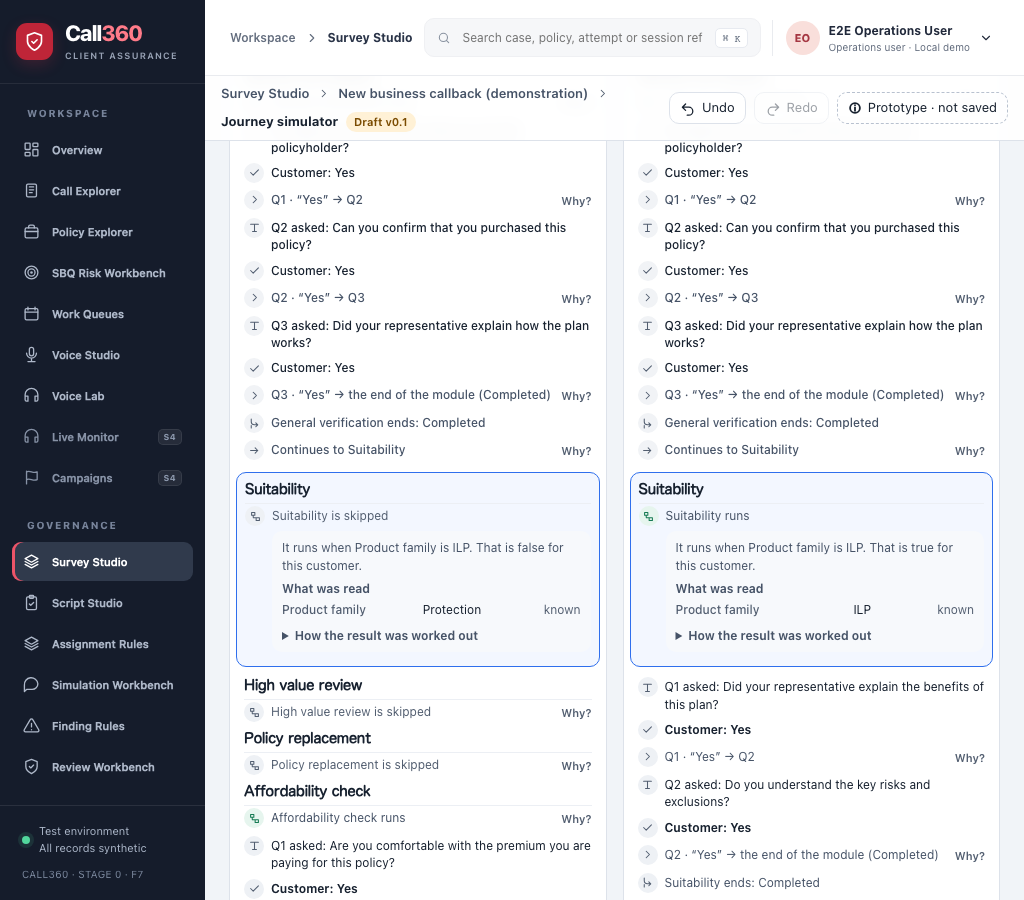 Call360
CLIENT ASSURANCE
WORKSPACE
Overview
Call Explorer
Policy Explorer
SBQ Risk Workbench
Work Queues
Voice Studio
Voice Lab
Live Monitor S4
Campaigns S4
GOVERNANCE
Survey Studio
Script Studio
Assignment Rules
Simulation Workbench
Finding Rules
Review Workbench
Test environment
All records synthetic
CALL360 · STAGE 0 · F7
Workspace > Survey Studio
Search case, policy, attempt or session ref ⌘ K
EO
E2E Operations User
Operations user · Local demo
Survey Studio > New business callback (demonstration) >
Journey simulator Draft v0.1
Undo
Redo
Prototype · not saved
policyholder?
Customer: Yes
Q1 · “Yes” → Q2 Why?
Q2 asked: Can you confirm that you purchased this
policy?
Customer: Yes
Q2 · “Yes” → Q3 Why?
Q3 asked: Did your representative explain how the plan
works?
Customer: Yes
Q3 · “Yes” → the end of the module (Completed) Why?
General verification ends: Completed
Continues to Suitability Why?
Suitability
Suitability is skipped
It runs when Product family is ILP. That is false for
this customer.
What was read
Product family Protection known
How the result was worked out
High value review
High value review is skipped Why?
Policy replacement
Policy replacement is skipped Why?
Affordability check
Affordability check runs Why?
Q1 asked: Are you comfortable with the premium you are
paying for this policy?
Customer: Yes
policyholder?
Customer: Yes
Q1 · “Yes” → Q2 Why?
Q2 asked: Can you confirm that you purchased this
policy?
Customer: Yes
Q2 · “Yes” → Q3 Why?
Q3 asked: Did your representative explain how the plan
works?
Customer: Yes
Q3 · “Yes” → the end of the module (Completed) Why?
General verification ends: Completed
Continues to Suitability Why?
Suitability
Suitability runs
It runs when Product family is ILP. That is true for
this customer.
What was read
Product family ILP known
How the result was worked out
Q1 asked: Did your representative explain the benefits of
this plan?
Customer: Yes
Q1 · “Yes” → Q2 Why?
Q2 asked: Do you understand the key risks and
exclusions?
Customer: Yes
Q2 · “Yes” → the end of the module (Completed) Why?
Suitability ends: Completed